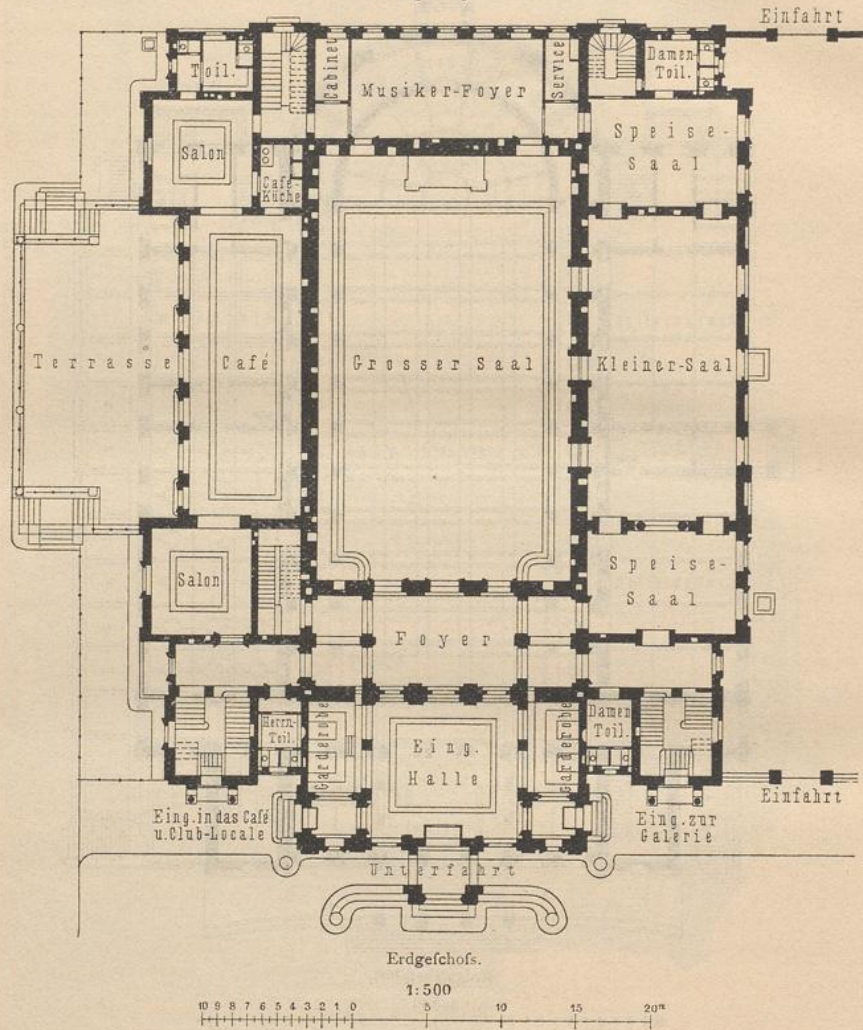 Einfahrt
Toil.
Cabinet
Musiker-Foyer
Service
Damen-
Toil.
Salon
Café-
Küche
Speise-
Saal
Terrasse
Café
Grosser Saal
Kleiner-Saal
Salon
Speise-
Saal
Foyer
Herrn-
Toil.
Garderobe
Eing.
Halle
Garderobe
Damen
Toil.
Eing. in das Café
u. Club-Locale
Eing. zur
Galerie
Einfahrt
Unterfahrt
Erdgeſchoſs.
1:500
10 9 8 7 6 5 4 3 2 1 0 5 10 15 20ᵐ